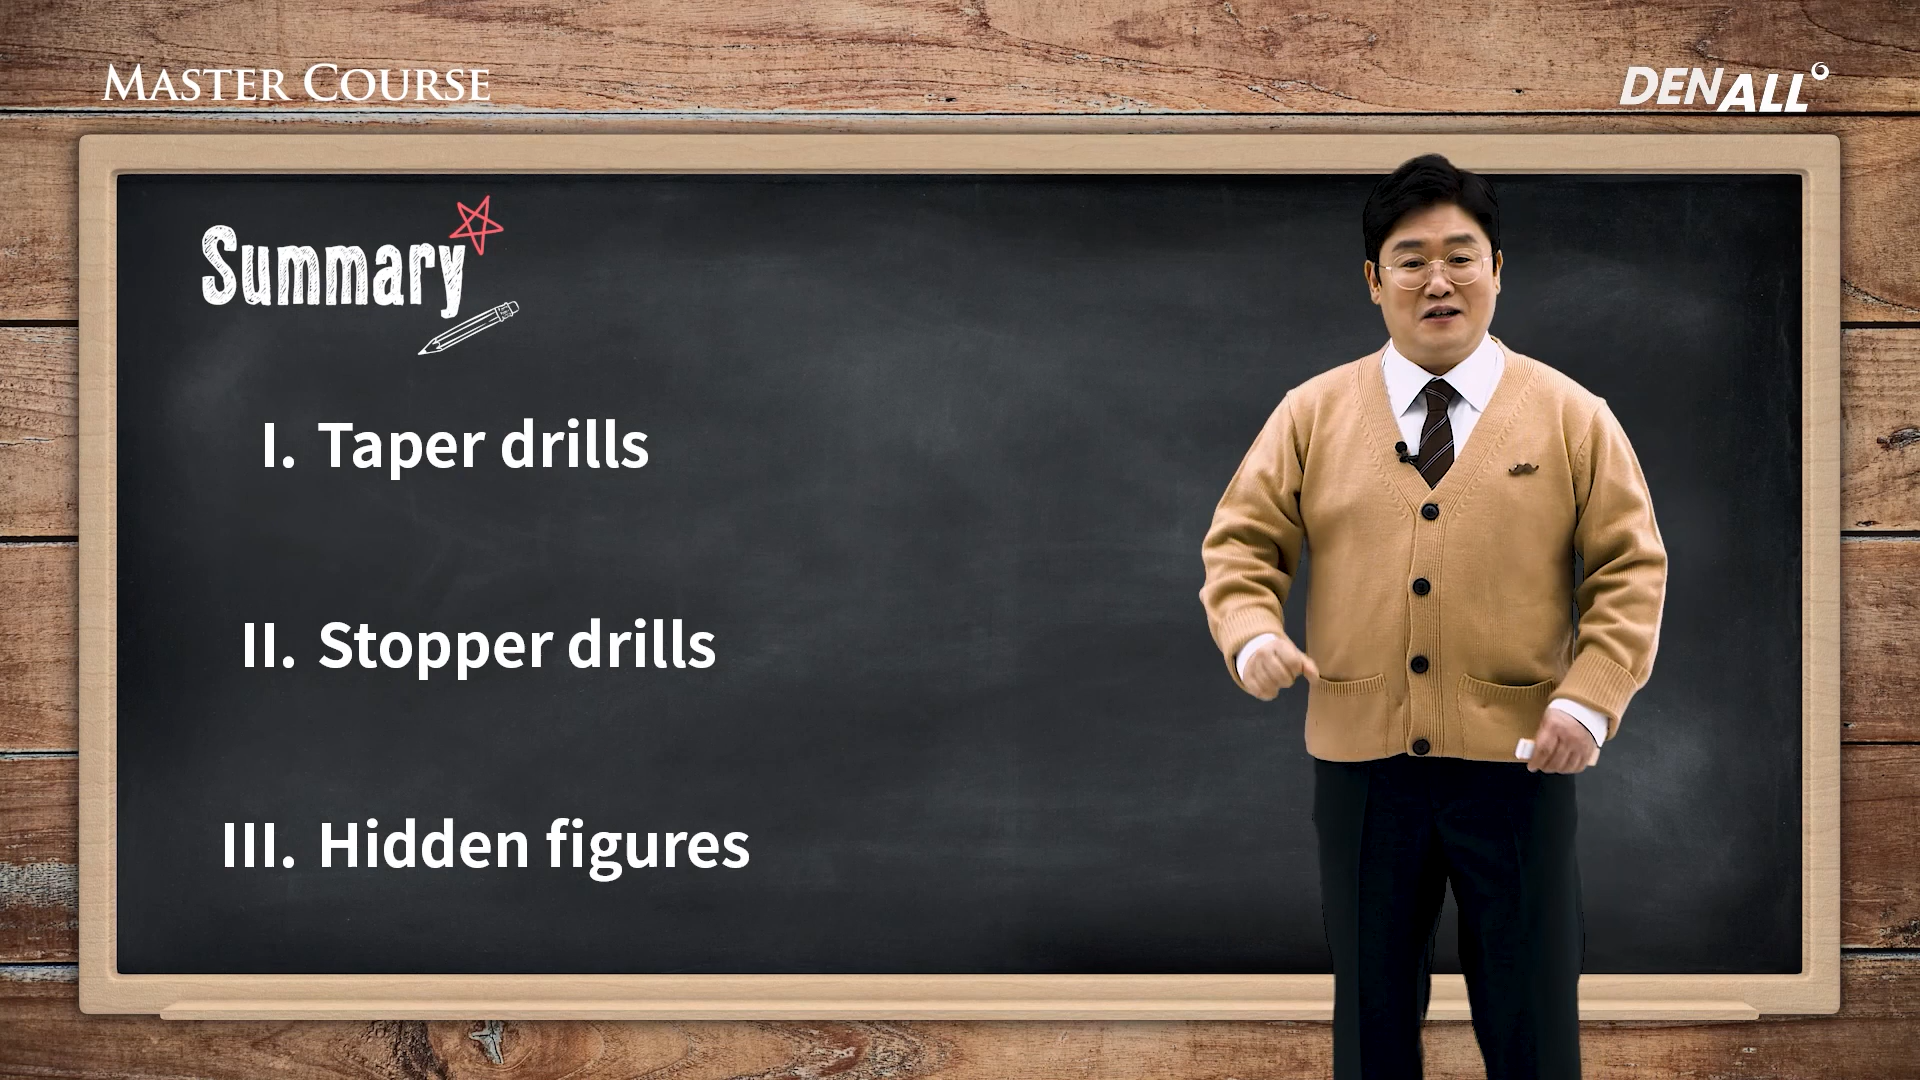 MASTER COURSE
DENALL
Summary
I. Taper drills
II. Stopper drills
III. Hidden figures